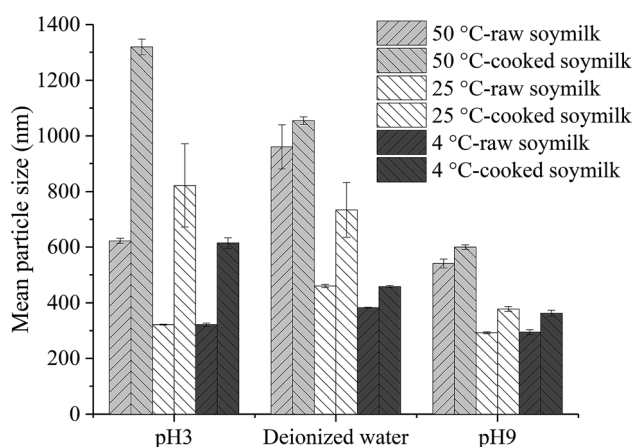 1400
1200
1000
800
600
400
200
0
Mean particle size (nm)
50 °C-raw soymilk
50 °C-cooked soymilk
25 °C-raw soymilk
25 °C-cooked soymilk
4 °C-raw soymilk
4 °C-cooked soymilk
pH3 Deionized water pH9